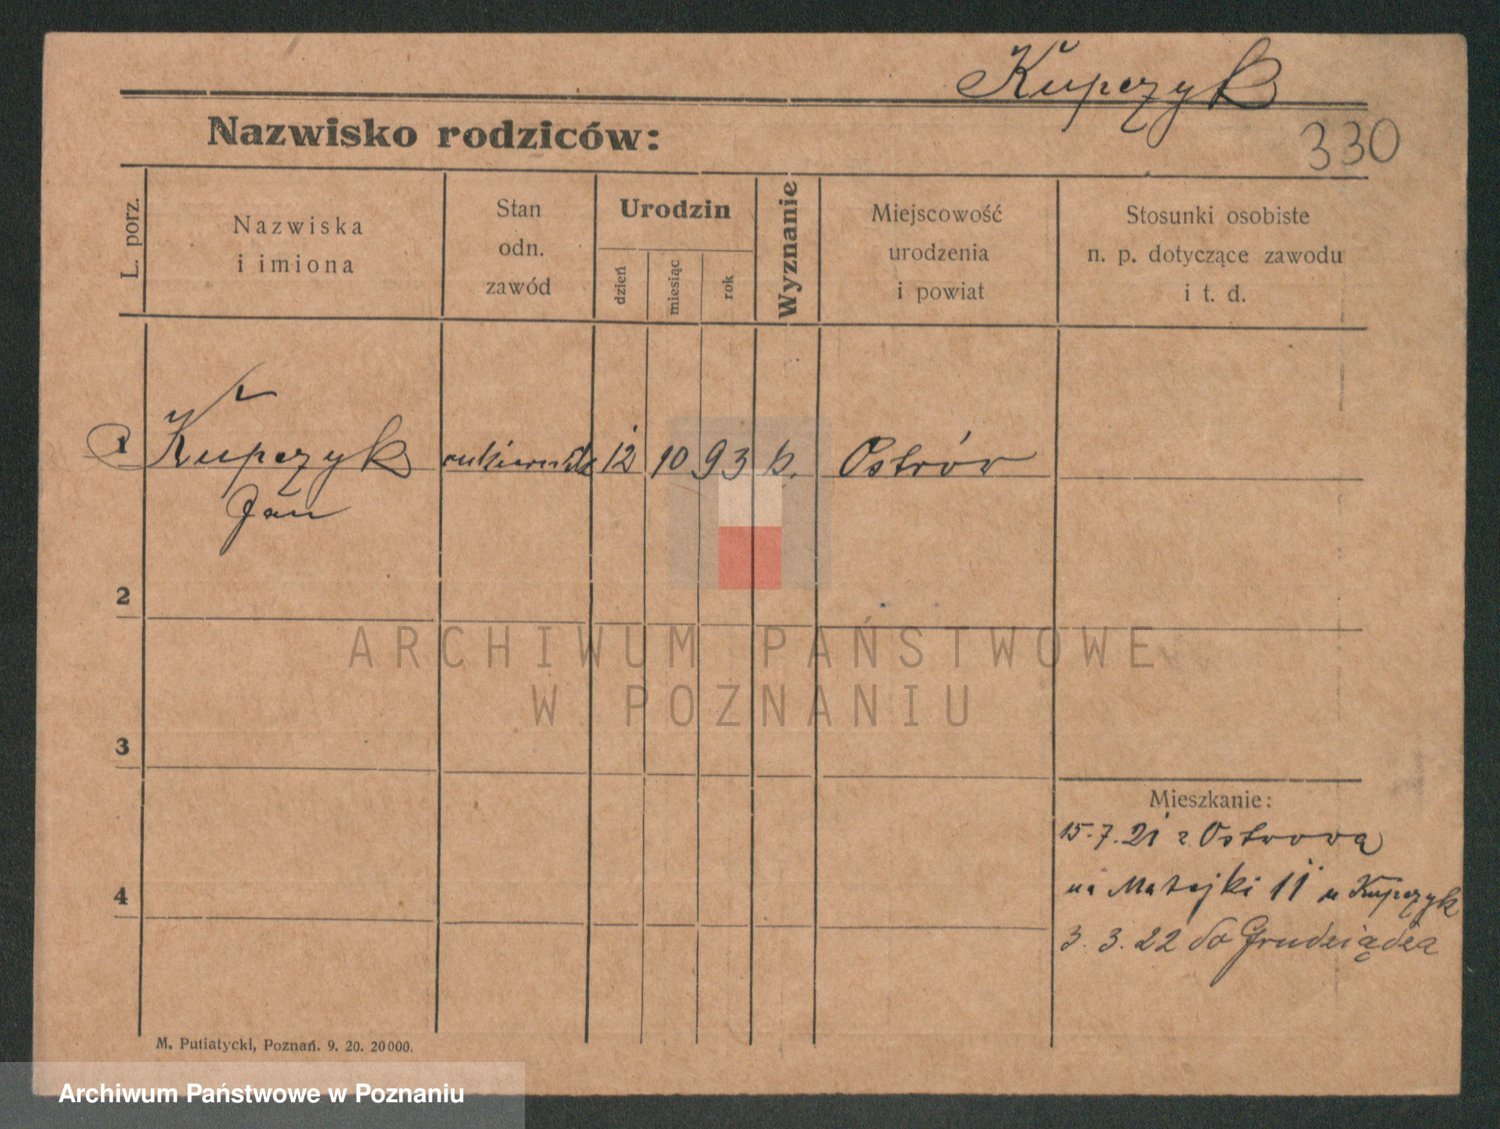 Kupczyk
Nazwisko rodziców:
330
L. porz.
Nazwiska
i imiona
Stan
odn.
zawód
Urodzin
dzień
miesiąc
rok
Wyznanie
Miejscowość
urodzenia
i powiat
Stosunki osobiste
n. p. dotyczące zawodu
i t. d.
1 Kupczyk 12 10 93 k. Ostrów
Jan
2
3
4
Mieszkanie:
15.7.21 z Ostrowa
na Matejki 11 u Kupczyk
3.3.22 do Grudziądza
M. Putiatycki, Poznań. 9. 20. 20000.
ARCHIWUM PAŃSTWOWE
W POZNANIU
Archiwum Państwowe w Poznaniu